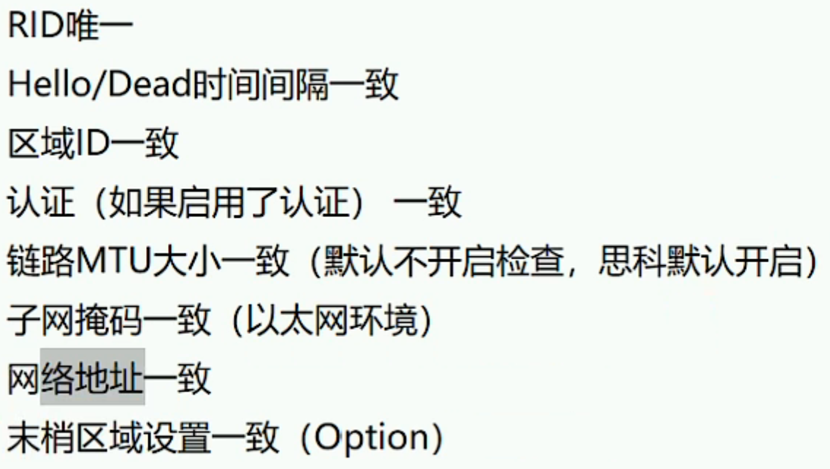 RID唯一
Hello/Dead时间间隔一致
区域ID一致
认证（如果启用了认证） 一致
链路MTU大小一致（默认不开启检查，思科默认开启）
子网掩码一致（以太网环境）
网络地址一致
末梢区域设置一致（Option）